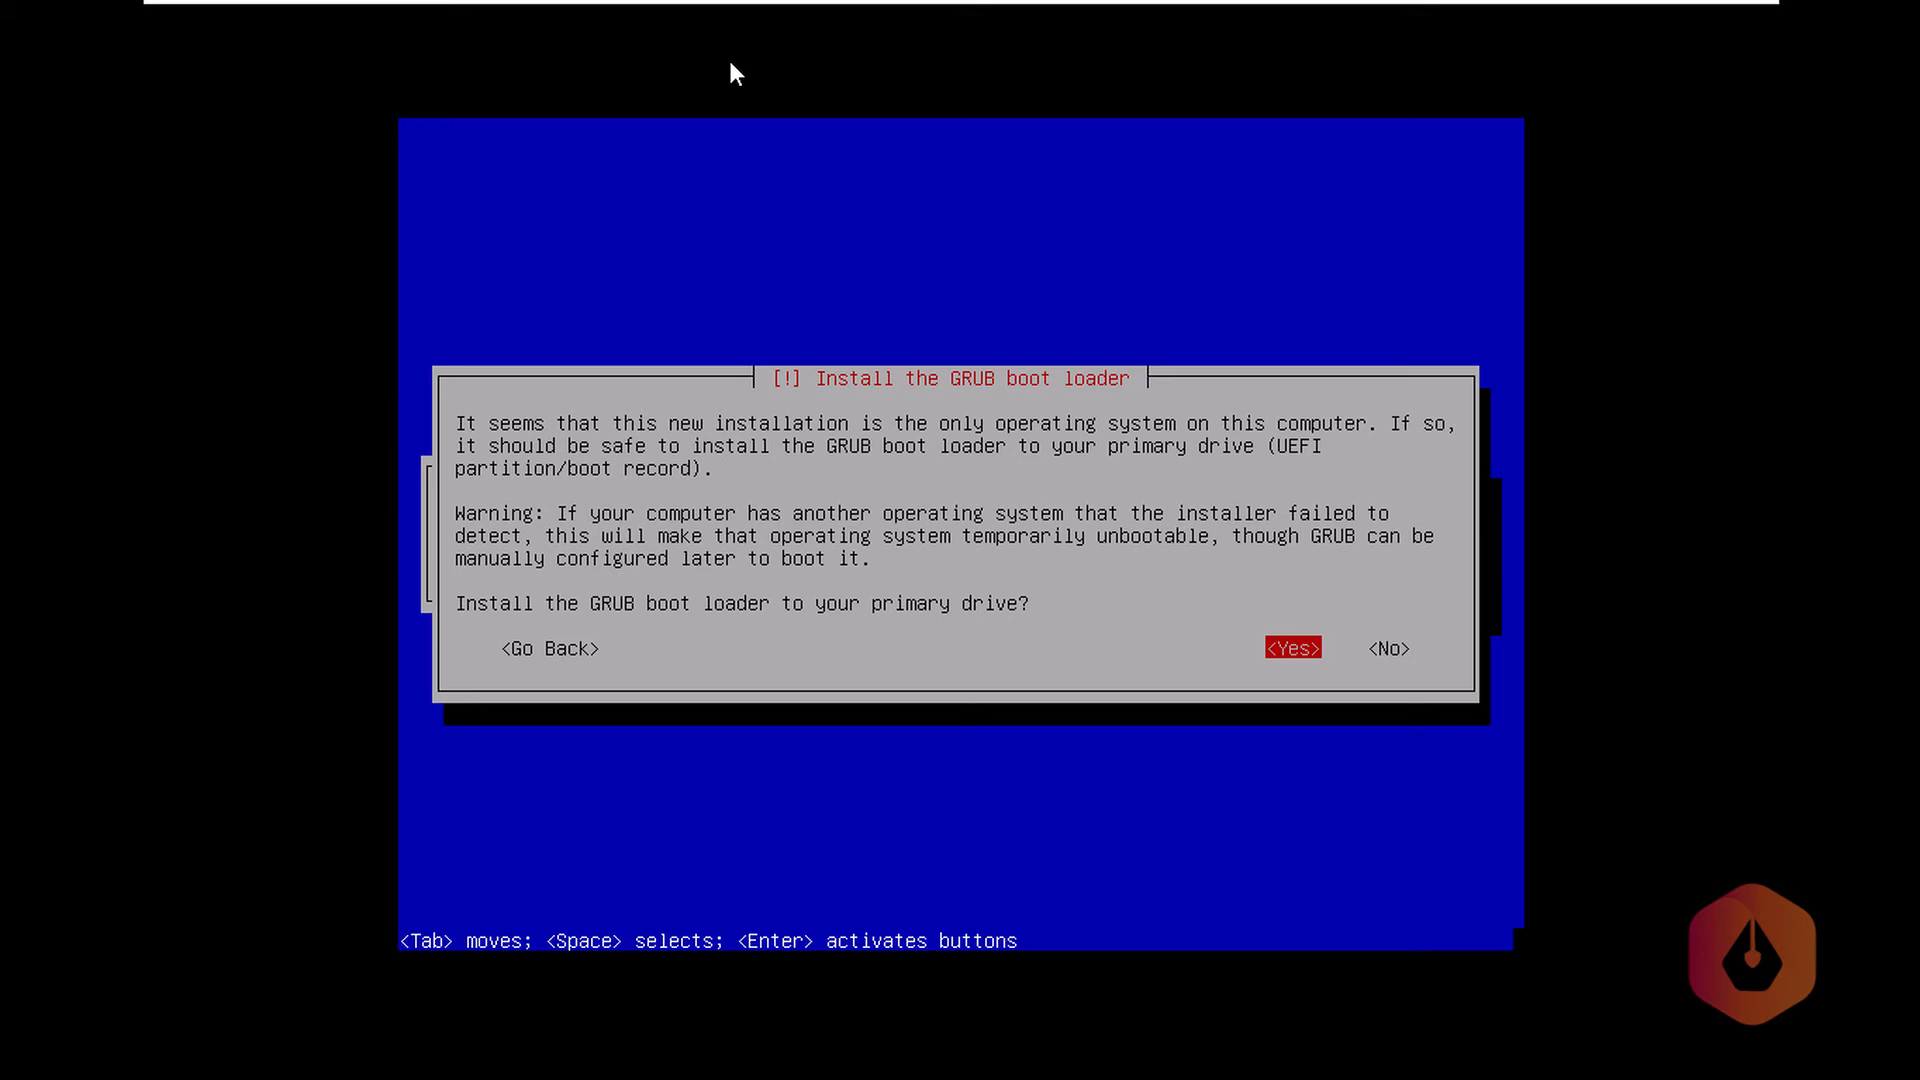 [!] Install the GRUB boot loader
It seems that this new installation is the only operating system on this computer. If so,
it should be safe to install the GRUB boot loader to your primary drive (UEFI
partition/boot record).
Warning: If your computer has another operating system that the installer failed to
detect, this will make that operating system temporarily unbootable, though GRUB can be
manually configured later to boot it.
Install the GRUB boot loader to your primary drive?
<Go Back> <Yes> <No>
<Tab> moves; <Space> selects; <Enter> activates buttons